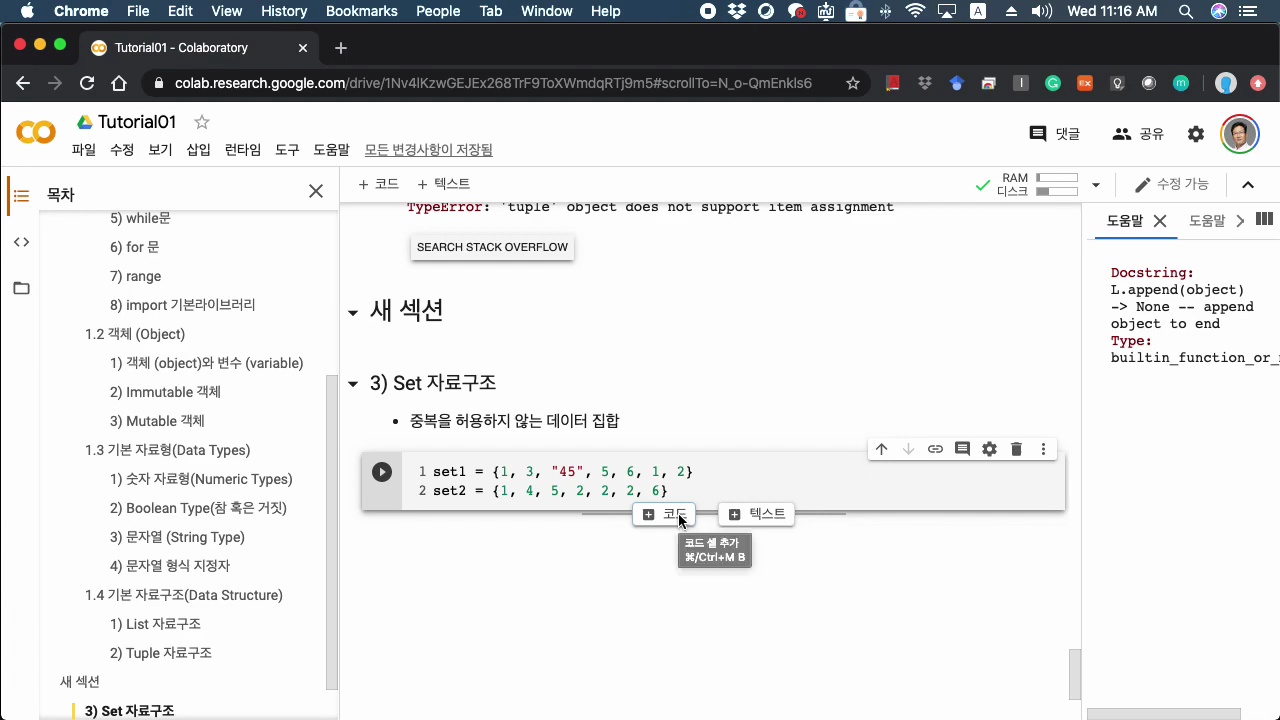 Chrome File Edit View History Bookmarks People Tab Window Help Wed 11:16 AM
Tutorial01 - Colaboratory
colab.research.google.com/drive/1Nv4IKzwGEJEx268TrF9ToXWmdqRTj9m5#scrollTo=N_o-QmEnkls6
Tutorial01
파일 수정 보기 삽입 런타임 도구 도움말 모든 변경사항이 저장됨
댓글 공유
목차
+ 코드 + 텍스트
RAM
디스크
수정 가능
5) while문
6) for 문
7) range
8) import 기본라이브러리
1.2 객체 (Object)
1) 객체 (object)와 변수 (variable)
2) Immutable 객체
3) Mutable 객체
1.3 기본 자료형(Data Types)
1) 숫자 자료형(Numeric Types)
2) Boolean Type(참 혹은 거짓)
3) 문자열 (String Type)
4) 문자열 형식 지정자
1.4 기본 자료구조(Data Structure)
1) List 자료구조
2) Tuple 자료구조
새 섹션
3) Set 자료구조
TypeError: 'tuple' object does not support item assignment
SEARCH STACK OVERFLOW
새 섹션
3) Set 자료구조
• 중복을 허용하지 않는 데이터 집합
1 set1 = {1, 3, "45", 5, 6, 1, 2}
2 set2 = {1, 4, 5, 2, 2, 2, 6}
코드 텍스트
코드 셀 추가
⌘/Ctrl+M B
도움말 도움말
Docstring:
L.append(object)
-> None -- append
object to end
Type:
builtin_function_or_